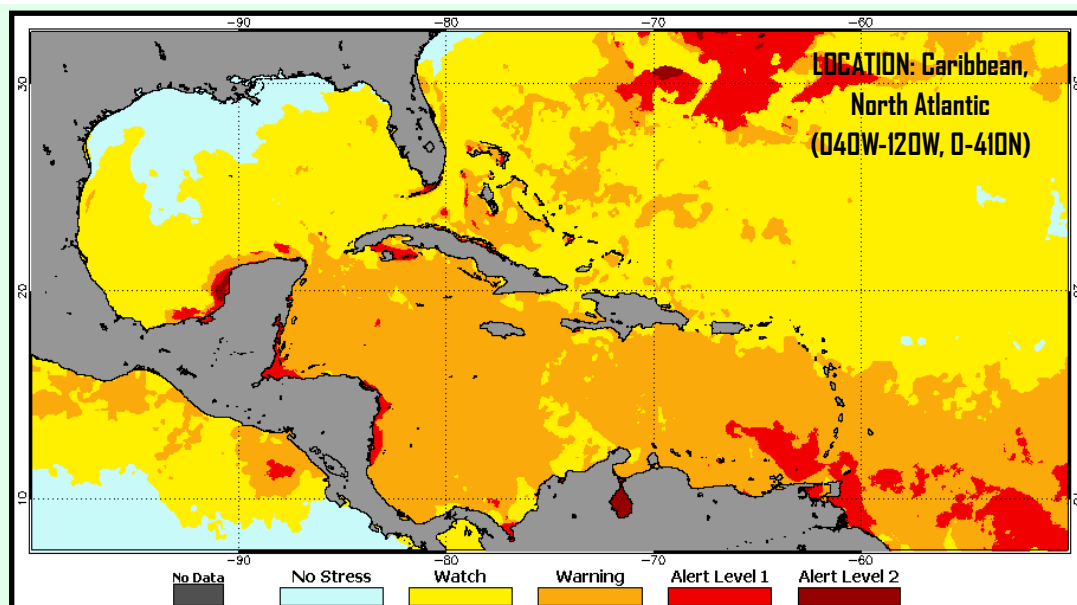 -90 -80 -70 -60
LOCATION: Caribbean,
North Atlantic
(040W-120W, 0-410N)
30
20
10
-90 -80 -70 -60
No Data No Stress Watch Warning Alert Level 1 Alert Level 2